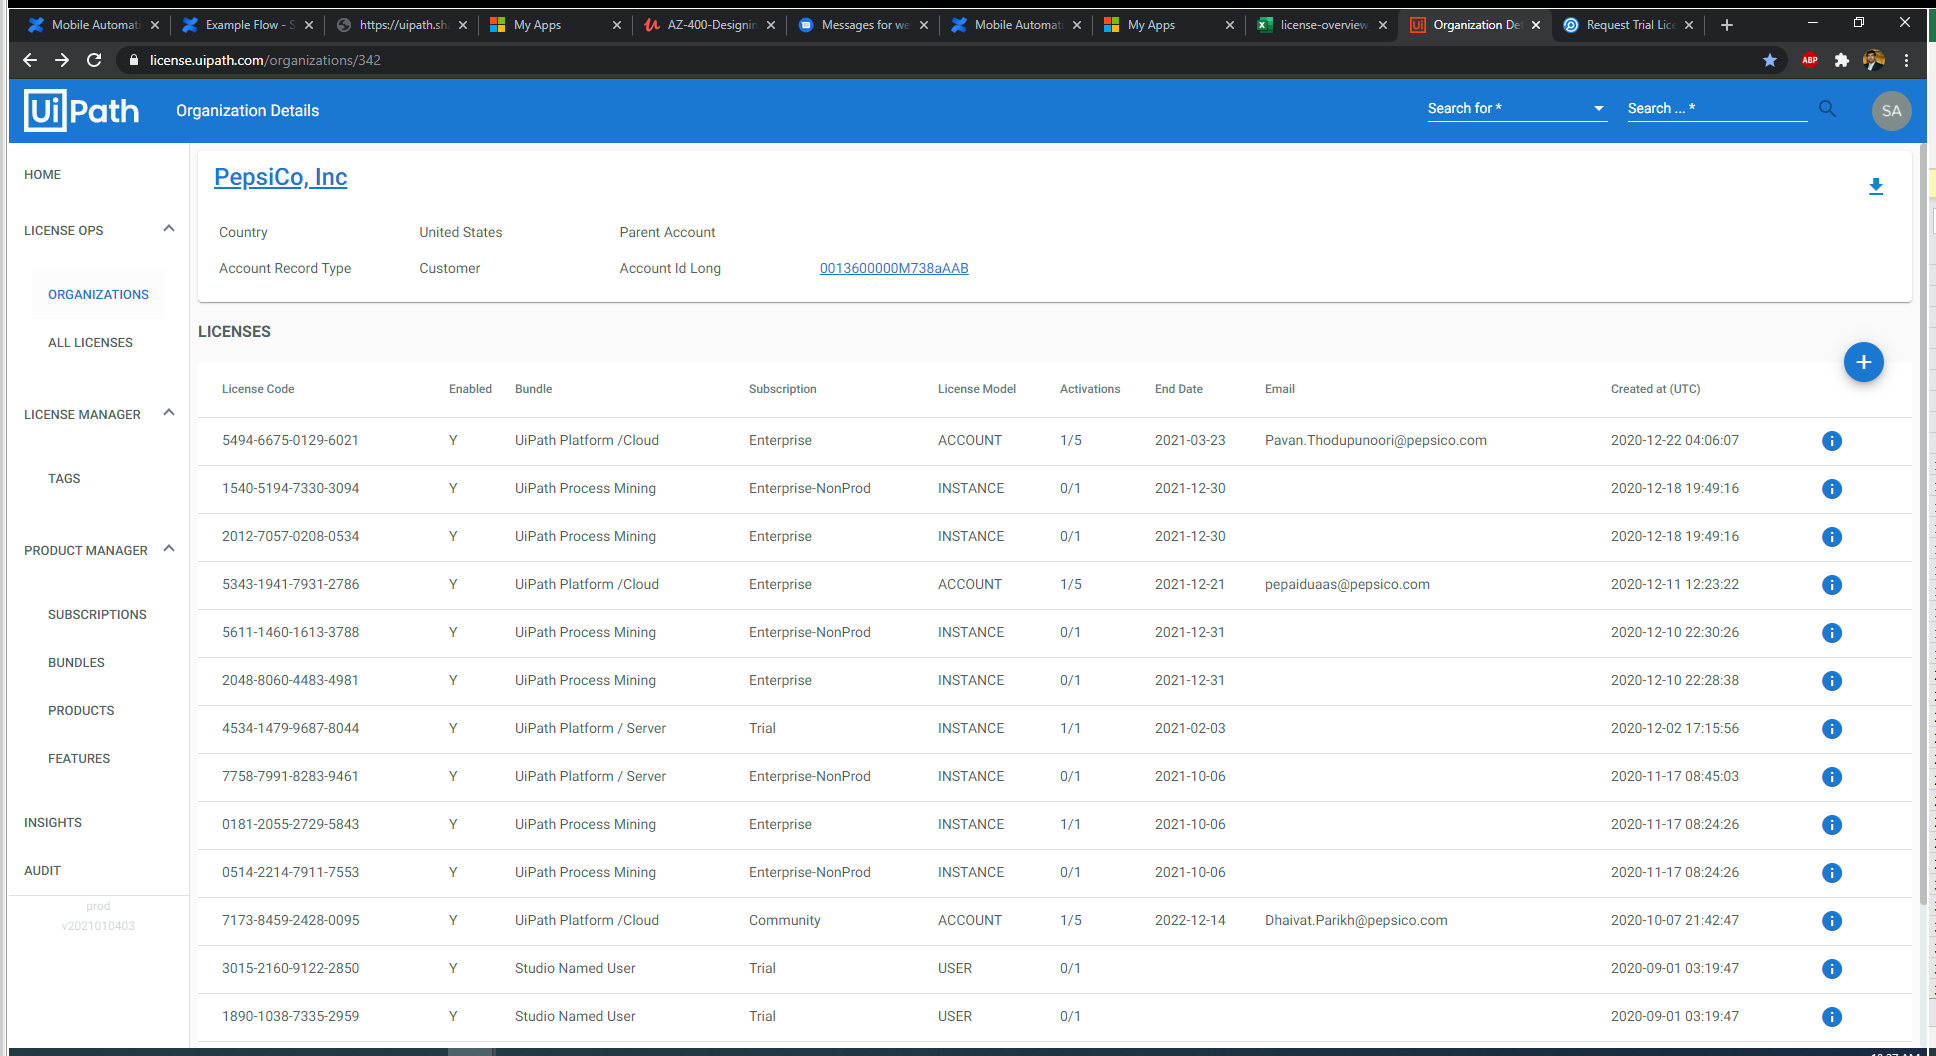 Mobile Automat
Example Flow - S
https://uipath.sh
My Apps
AZ-400-Designin
Messages for we
Mobile Automat
My Apps
license-overview
Organization Det
Request Trial Lice
license.uipath.com/organizations/342
ABP
UiPath
Organization Details
Search for *
Search ... *
SA
HOME
LICENSE OPS
ORGANIZATIONS
ALL LICENSES
LICENSE MANAGER
TAGS
PRODUCT MANAGER
SUBSCRIPTIONS
BUNDLES
PRODUCTS
FEATURES
INSIGHTS
AUDIT
prod
v2021010403
PepsiCo, Inc
Country United States Parent Account
Account Record Type Customer Account Id Long 0013600000M738aAAB
LICENSES
License Code Enabled Bundle Subscription License Model Activations End Date Email Created at (UTC)
5494-6675-0129-6021 Y UiPath Platform /Cloud Enterprise ACCOUNT 1/5 2021-03-23 Pavan.Thodupunoori@pepsico.com 2020-12-22 04:06:07
1540-5194-7330-3094 Y UiPath Process Mining Enterprise-NonProd INSTANCE 0/1 2021-12-30 2020-12-18 19:49:16
2012-7057-0208-0534 Y UiPath Process Mining Enterprise INSTANCE 0/1 2021-12-30 2020-12-18 19:49:16
5343-1941-7931-2786 Y UiPath Platform /Cloud Enterprise ACCOUNT 1/5 2021-12-21 pepaiduaas@pepsico.com 2020-12-11 12:23:22
5611-1460-1613-3788 Y UiPath Process Mining Enterprise-NonProd INSTANCE 0/1 2021-12-31 2020-12-10 22:30:26
2048-8060-4483-4981 Y UiPath Process Mining Enterprise INSTANCE 0/1 2021-12-31 2020-12-10 22:28:38
4534-1479-9687-8044 Y UiPath Platform / Server Trial INSTANCE 1/1 2021-02-03 2020-12-02 17:15:56
7758-7991-8283-9461 Y UiPath Platform / Server Enterprise-NonProd INSTANCE 0/1 2021-10-06 2020-11-17 08:45:03
0181-2055-2729-5843 Y UiPath Process Mining Enterprise INSTANCE 1/1 2021-10-06 2020-11-17 08:24:26
0514-2214-7911-7553 Y UiPath Process Mining Enterprise-NonProd INSTANCE 0/1 2021-10-06 2020-11-17 08:24:26
7173-8459-2428-0095 Y UiPath Platform /Cloud Community ACCOUNT 1/5 2022-12-14 Dhaivat.Parikh@pepsico.com 2020-10-07 21:42:47
3015-2160-9122-2850 Y Studio Named User Trial USER 0/1 2020-09-01 03:19:47
1890-1038-7335-2959 Y Studio Named User Trial USER 0/1 2020-09-01 03:19:47